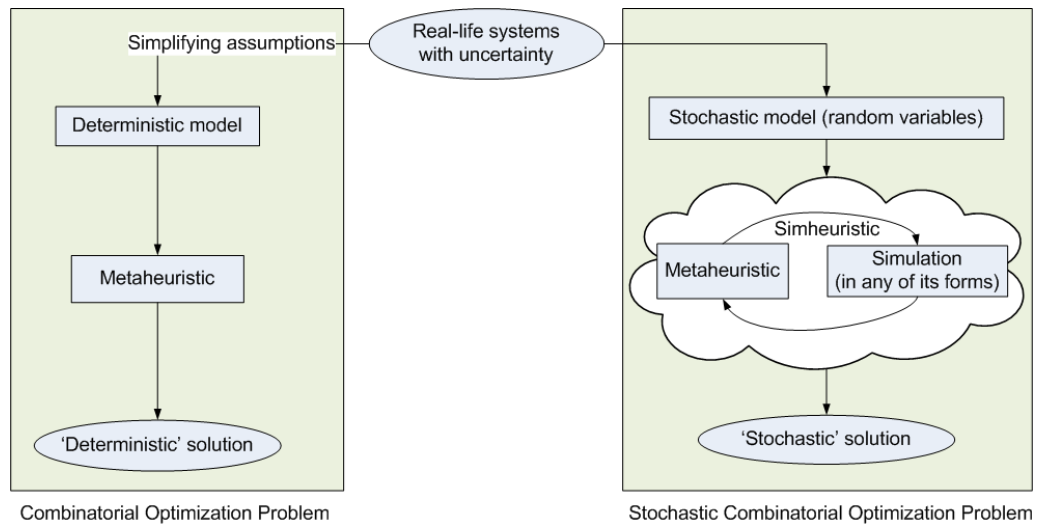 Real-life systems
with uncertainty
Simplifying assumptions
Deterministic model
Metaheuristic
‘Deterministic’ solution
Combinatorial Optimization Problem
Stochastic model (random variables)
Simheuristic
Metaheuristic
Simulation
(in any of its forms)
‘Stochastic’ solution
Stochastic Combinatorial Optimization Problem